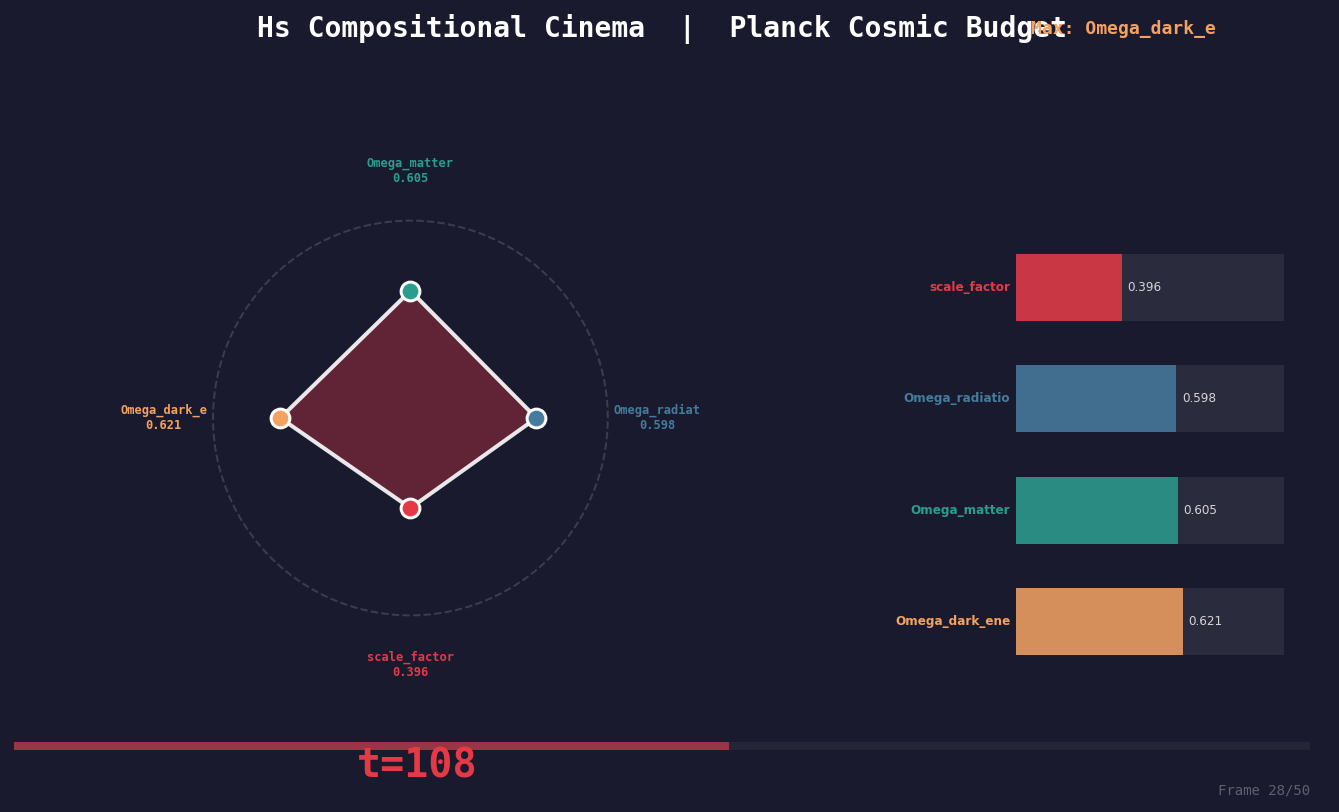 Hs Compositional Cinema | Planck Cosmic Budget
Max: Omega_dark_e
Omega_matter
0.605
Omega_dark_e
0.621
Omega_radiat
0.598
scale_factor
0.396
scale_factor 0.396
Omega_radiatio 0.598
Omega_matter 0.605
Omega_dark_ene 0.621
t=108
Frame 28/50